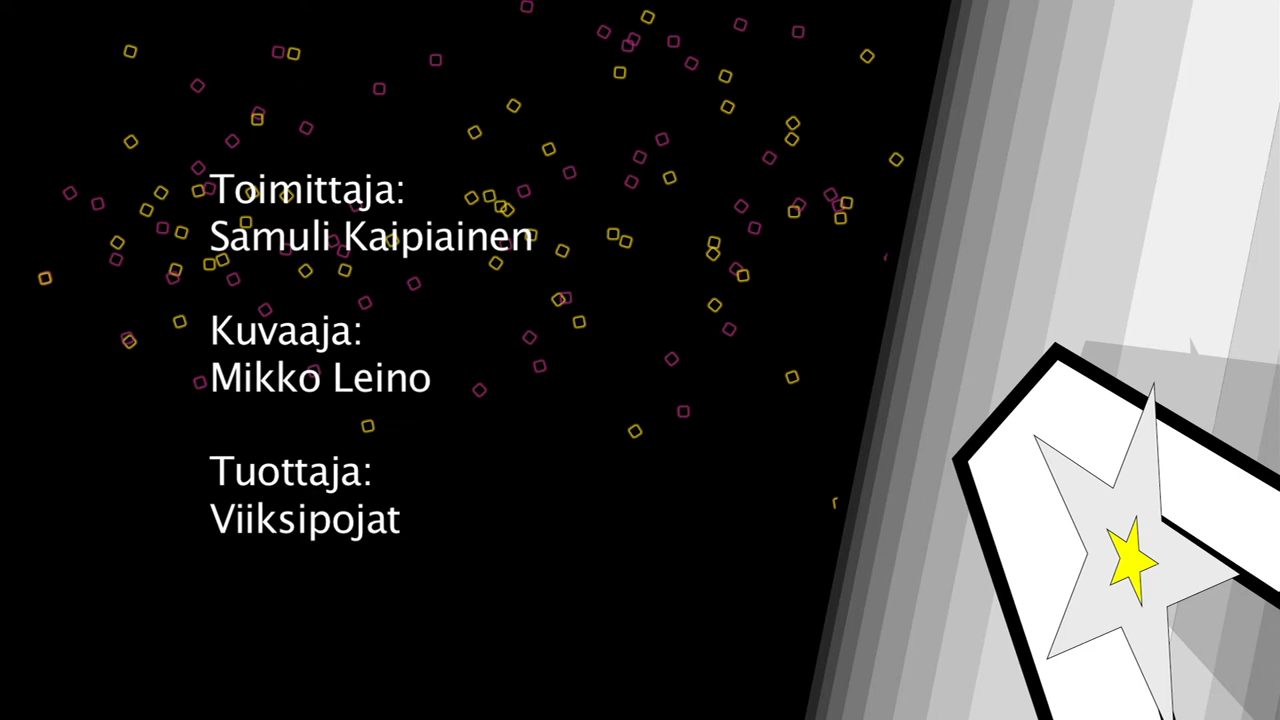 Toimittaja:
Samuli Kaipiainen
Kuvaaja:
Mikko Leino
Tuottaja:
Viiksipojat